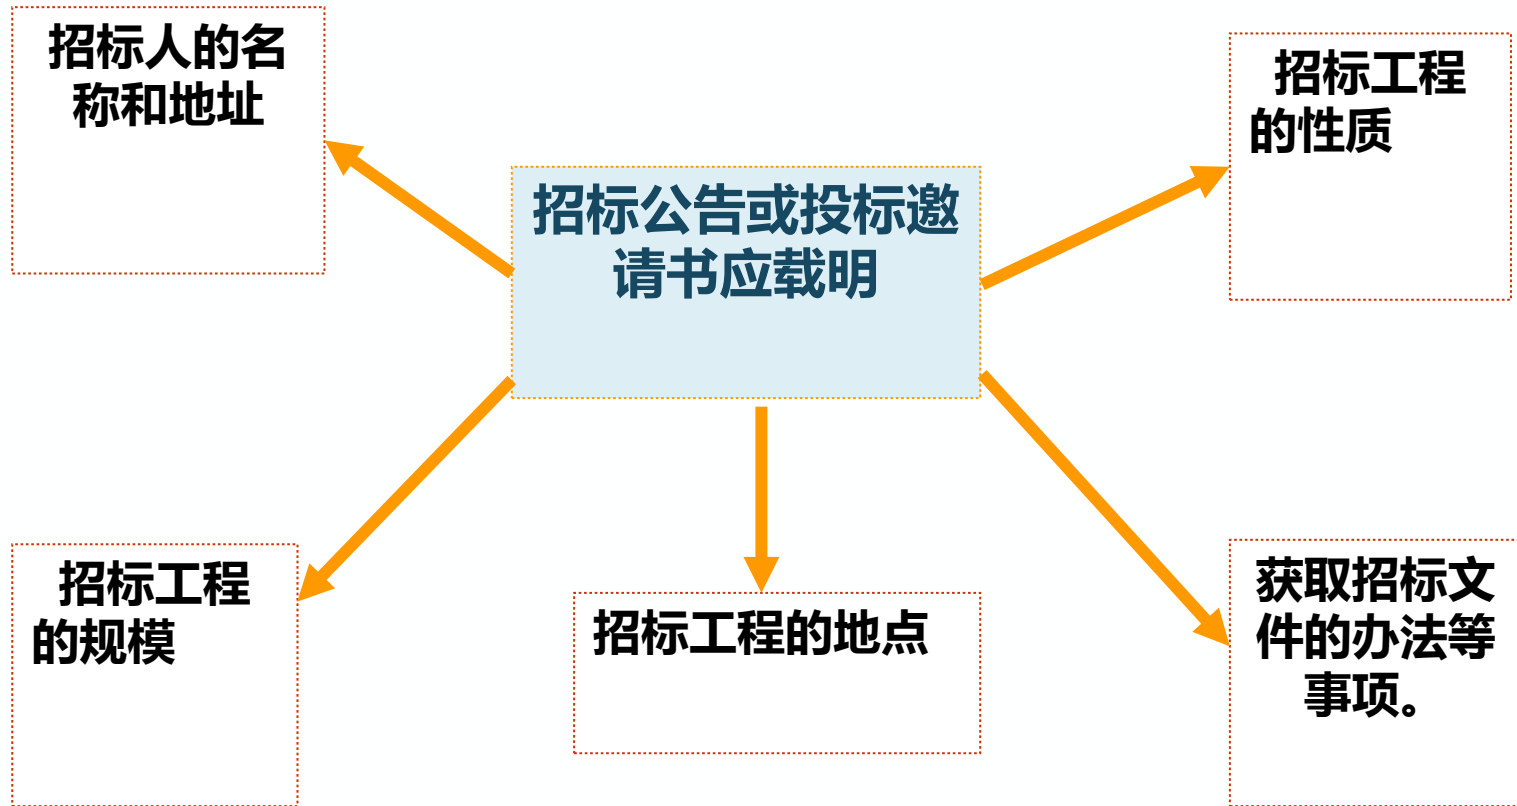 招标人的名
称和地址
招标工程
的性质
招标公告或投标邀
请书应载明
招标工程
的规模
招标工程的地点
获取招标文
件的办法等
事项。